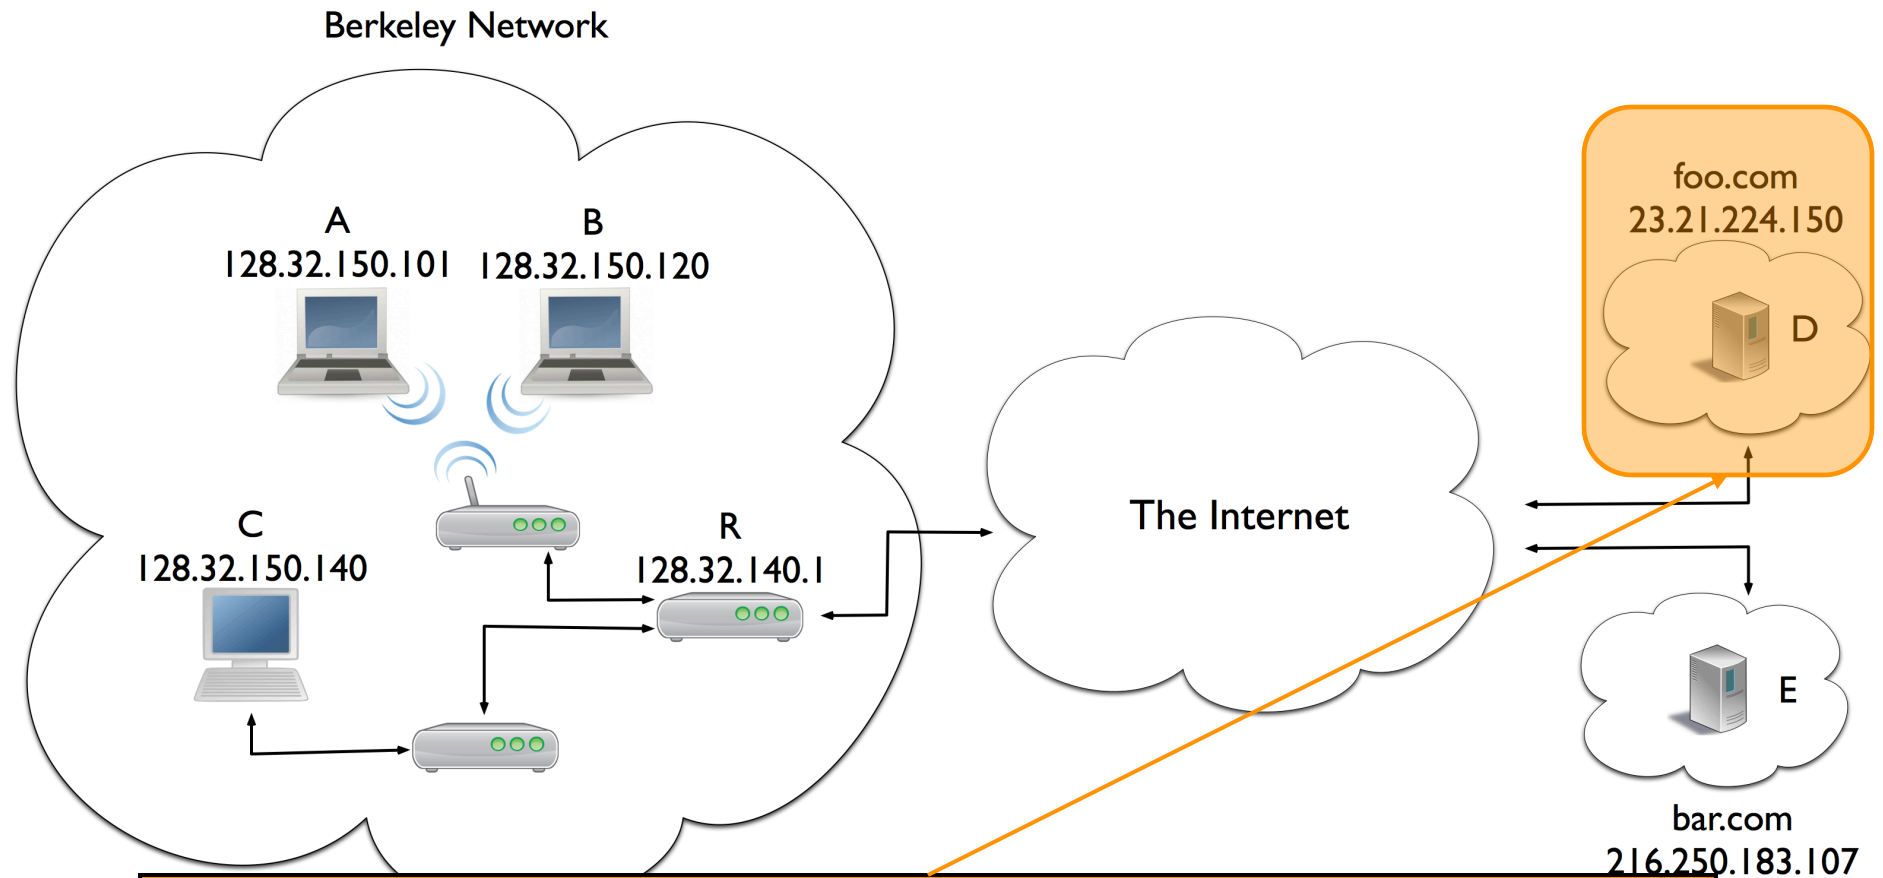 Berkeley Network
A
128.32.150.101
B
128.32.150.120
C
128.32.150.140
R
128.32.140.1
The Internet
foo.com
23.21.224.150
D
E
bar.com
216.250.183.107